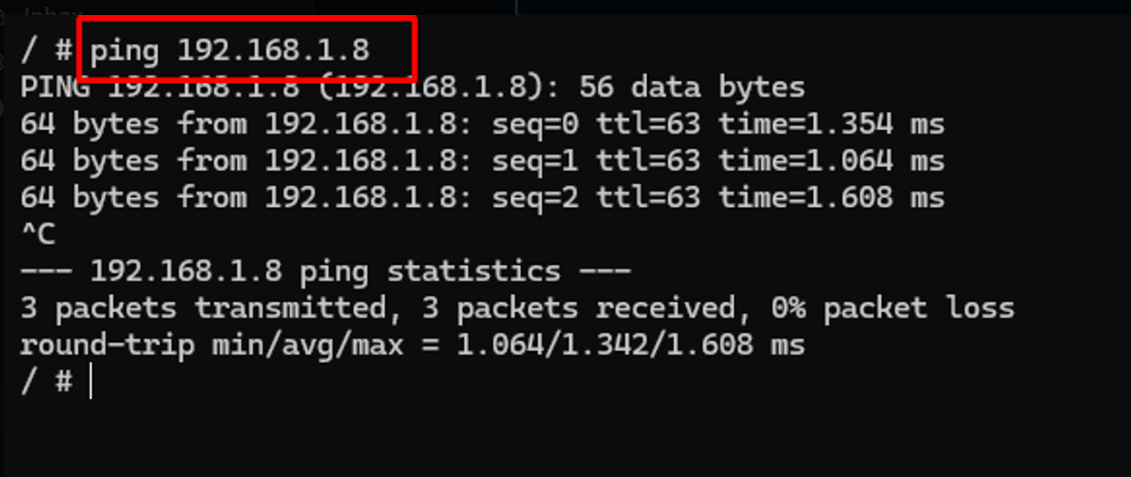 Inbox
/ # ping 192.168.1.8
PING 192.168.1.8 (192.168.1.8): 56 data bytes
64 bytes from 192.168.1.8: seq=0 ttl=63 time=1.354 ms
64 bytes from 192.168.1.8: seq=1 ttl=63 time=1.064 ms
64 bytes from 192.168.1.8: seq=2 ttl=63 time=1.608 ms
^C
--- 192.168.1.8 ping statistics ---
3 packets transmitted, 3 packets received, 0% packet loss
round-trip min/avg/max = 1.064/1.342/1.608 ms
/ #